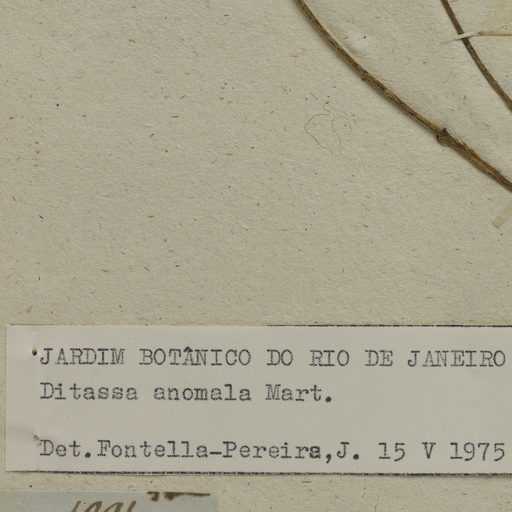 JARDIM BOTÂNICO DO RIO DE JANEIRO
Ditassa anomala Mart.
Det.Fontella-Pereira,J. 15 V 1975